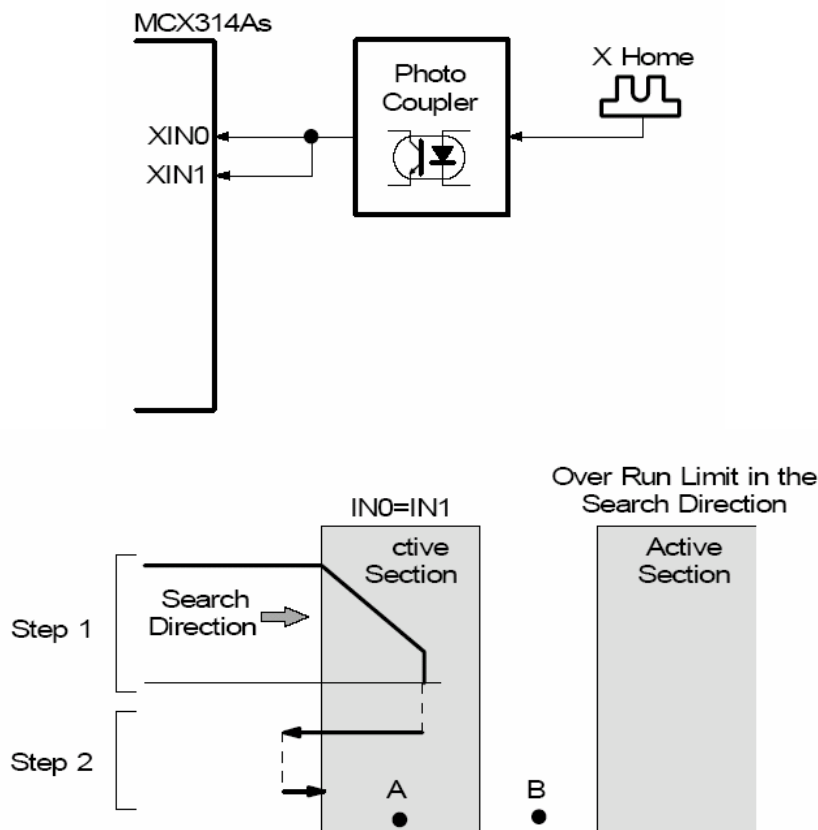 MCX314As
Photo
Coupler
X Home
XIN0
XIN1
Over Run Limit in the
Search Direction
IN0=IN1
ctive
Section
Active
Section
Step 1
Search
Direction
Step 2
A
B